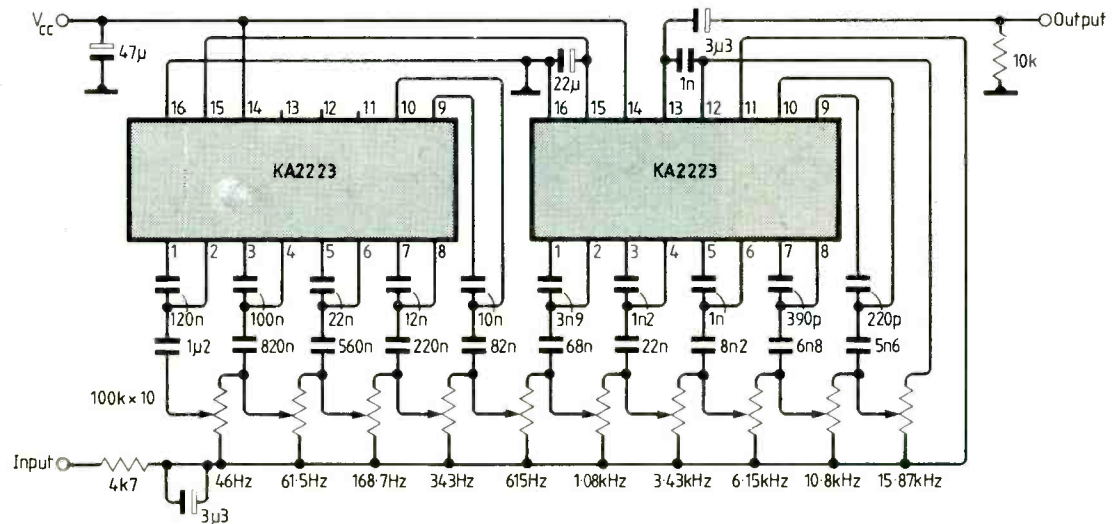 VCC
Output
47µ
3µ3
10k
22µ
1n
16 15 14 13 12 11 10 9
16 15 14 13 12 11 10 9
KA2223
KA2223
1 2 3 4 5 6 7 8
1 2 3 4 5 6 7 8
120n 100n 22n 12n 10n 3n9 1n2 1n 390p 220p
1µ2 820n 560n 220n 82n 68n 22n 8n2 6n8 5n6
100k × 10
Input
4k7
3µ3
46Hz 61·5Hz 168·7Hz 343Hz 615Hz 1·08kHz 3·43kHz 6·15kHz 10·8kHz 15·87kHz